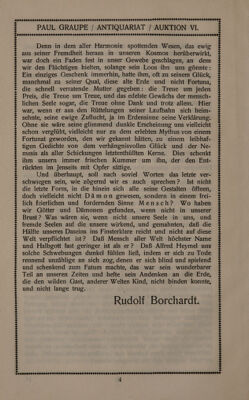 PAUL GRAUPE / ANTIQUARIAT / AUKTION VI.
Denn in dem aller Harmonie spottenden Wesen, das ewig
aus seiner Fremdheit heraus in unseren Kosmos herüberwirkt,
war doch ein Faden fest in unser Gewebe geschlagen, an dem
wir den Flüchtigen hielten, solange sein Loos ihn uns gönnte:
Ein einziges Geschenk immerhin, hatte ihm, oft zu seinem Glück,
manchmal zu seiner Qual, die diese alte Erde und nicht Fortuna,
die schnell verratende Mutter gegeben: die Treue um jeden
Preis, die Treue um Treue, und das edelste Gewächs der mensch-
lichen Seele sogar, die Treue ohne Dank und trotz allem. Hier
war, wenn er aus den Rüttelungen seiner Laufbahn sich heim-
sehnte, seine ewige Zuflucht, ja im Erdensinne seine Verklärung.
Ohne sie wäre seine glimmend dunkle Erscheinung uns vielleicht
schon verglüht, vielleicht nur zu dem erlebten Mythus von einem
Fortunat geworden, den wir gekannt hätten, zu einem leibhaf-
tigen Gedichte von dem verhängnisvollen Glück und der Ne-
mesis als aller Schickungen letztenthülltem Kerne. Dies schenkt
ihm unsern immer frischen Kummer um ihn, der den Ent-
rückten im Jenseits mit Opfer sättige.
Und überhaupt, soll nach soviel Worten das letzte ver-
schwiegen sein, wie zögernd wir es auch sprechen? Ist nicht
die letzte Form, in die hinein sich alle seine Gestalten öffnen,
doch vielleicht nicht Dämon gewesen, sondern in einem frei-
lich feierlichen und fordernden Sinne Mensch? Wo haben
wir Götter und Dämonen gefunden, wenn nicht in unserer
Brust? Was wären sie, wenn nicht unsere Seele in uns, und
fremde Seelen auf die unsere wirkend, und gemahnten, daß die
Hälfte unseres Daseins ins Finsterklare reicht und nicht auf diese
Welt verpflichtet ist? Daß Mensch aller Welt höchster Name
und Halbgott fast geringer ist als er? Daß Alfred Heymel uns
solche Schwebungen dunkel fühlen ließ, indem er sich zu Tode
rennend unzählige an sich zog, denen er sich blind und spielend
und schenkend zum Fatum machte, das war sein wunderbarer
Teil an unseren Zeiten und hefte sein Andenken an die Erde,
die den wilden Gast, anderer Welten Kind, nicht binden konnte,
und nicht lange trug.
Rudolf Borchardt.
4